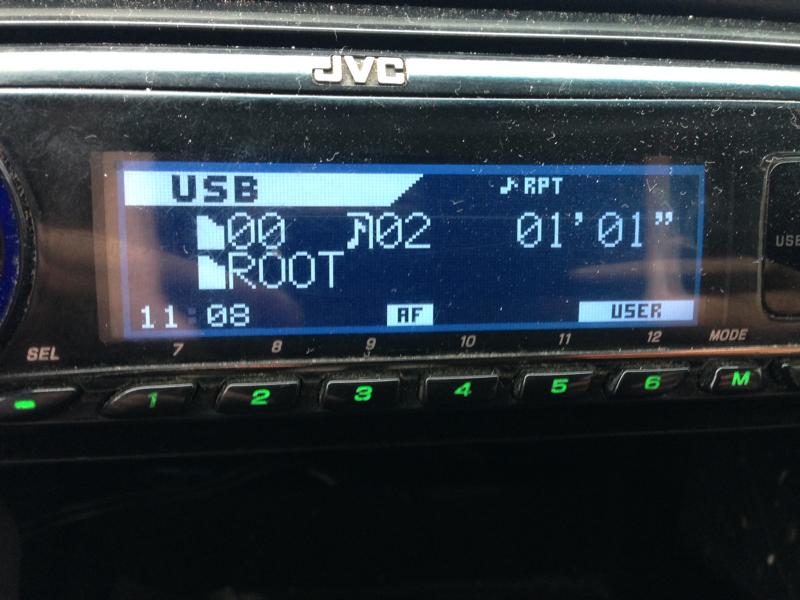 JVC
USB ♪RPT
00 02 01'01"
ROOT
11:08 AF USER
SEL 7 8 9 10 11 12 MODE
1 2 3 4 5 6 M
USB